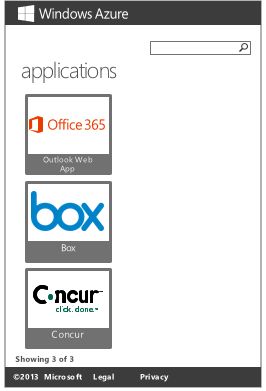 Windows Azure
applications
Office 365
Outlook Web
App
box
Box
Concur
click. done.™
Concur
Showing 3 of 3
©2013 Microsoft Legal Privacy